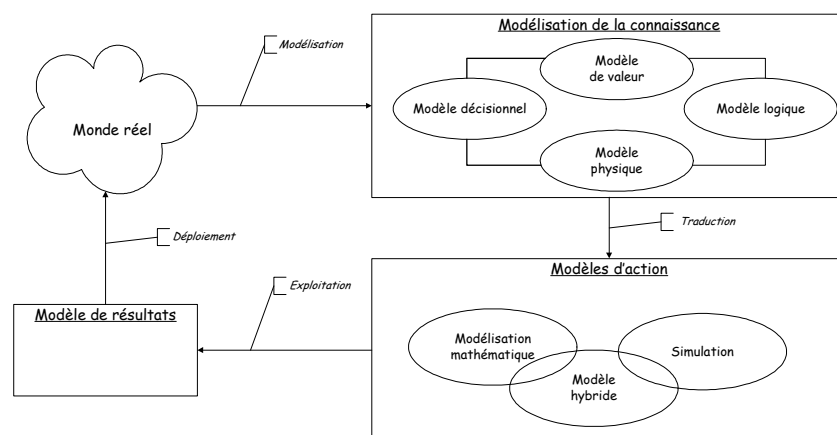 Modélisation de la connaissance
Modélisation
Modèle
de valeur
Modèle décisionnel
Modèle logique
Monde réel
Modèle
physique
Traduction
Déploiement
Modèles d'action
Exploitation
Modèle de résultats
Modélisation
mathématique
Simulation
Modèle
hybride